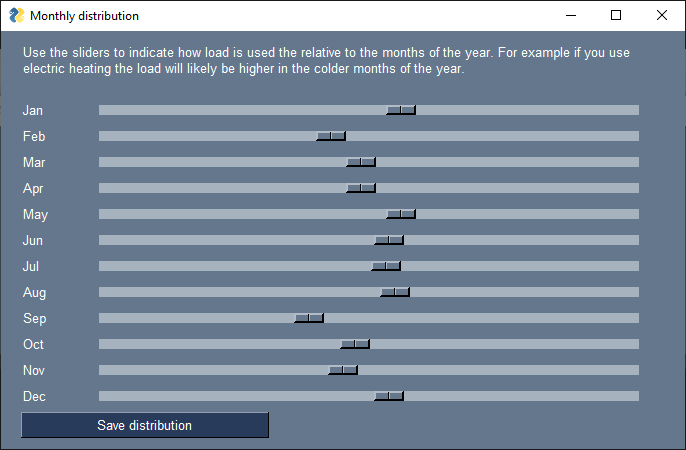 Monthly distribution
Use the sliders to indicate how load is used the relative to the months of the year. For example if you use
electric heating the load will likely be higher in the colder months of the year.
Jan
Feb
Mar
Apr
May
Jun
Jul
Aug
Sep
Oct
Nov
Dec
Save distribution